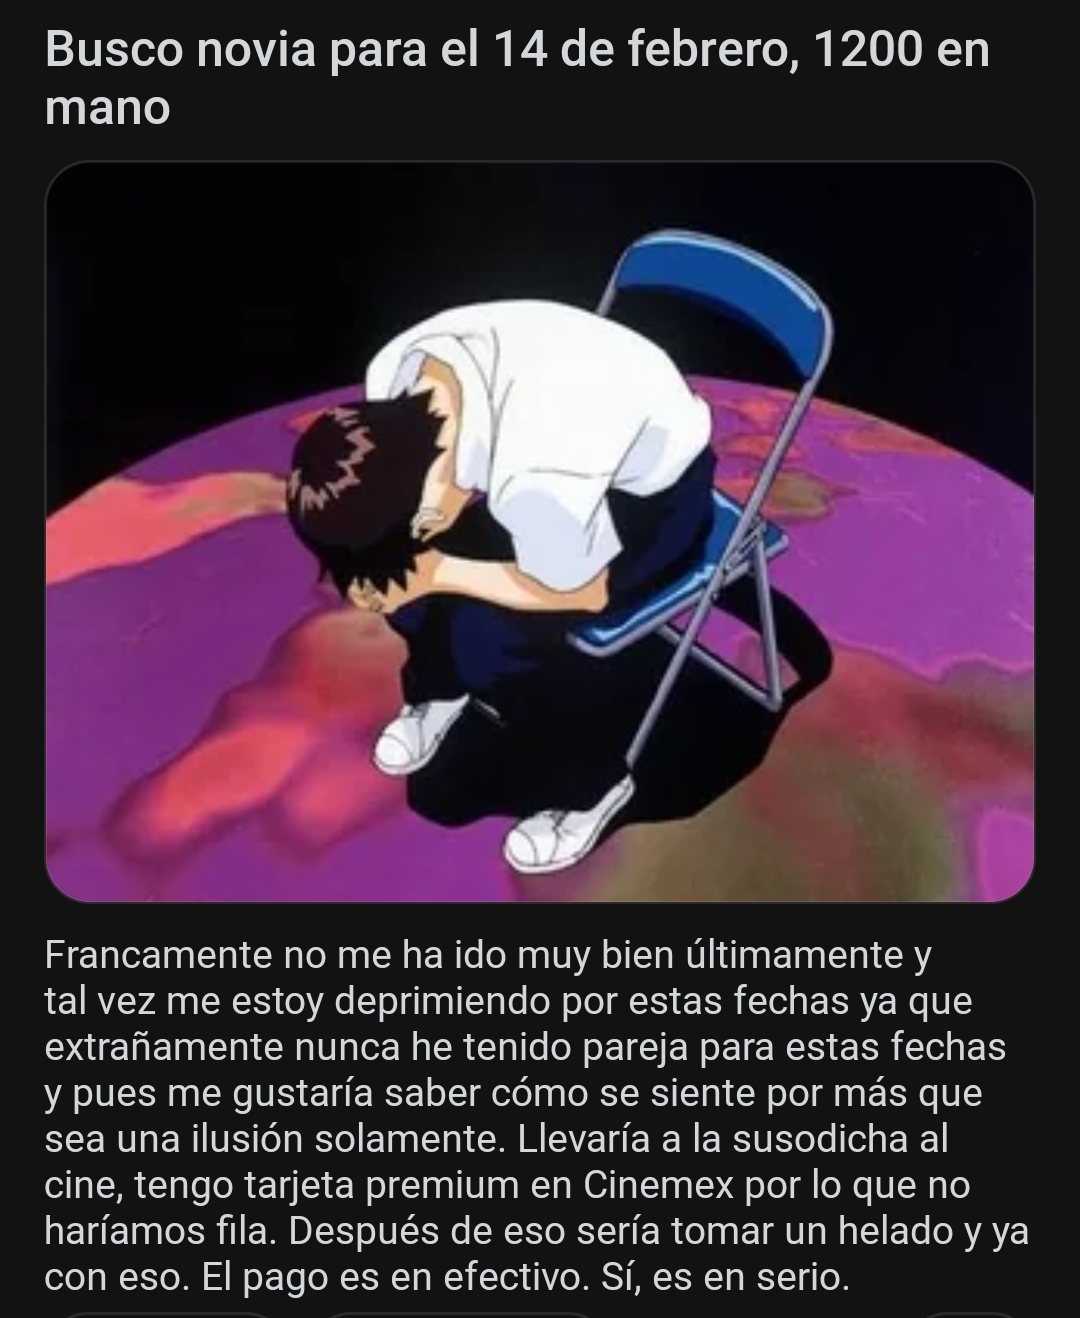 Busco novia para el 14 de febrero, 1200 en
mano
Francamente no me ha ido muy bien últimamente y
tal vez me estoy deprimiendo por estas fechas ya que
extrañamente nunca he tenido pareja para estas fechas
y pues me gustaría saber cómo se siente por más que
sea una ilusión solamente. Llevaría a la susodicha al
cine, tengo tarjeta premium en Cinemex por lo que no
haríamos fila. Después de eso sería tomar un helado y ya
con eso. El pago es en efectivo. Sí, es en serio.